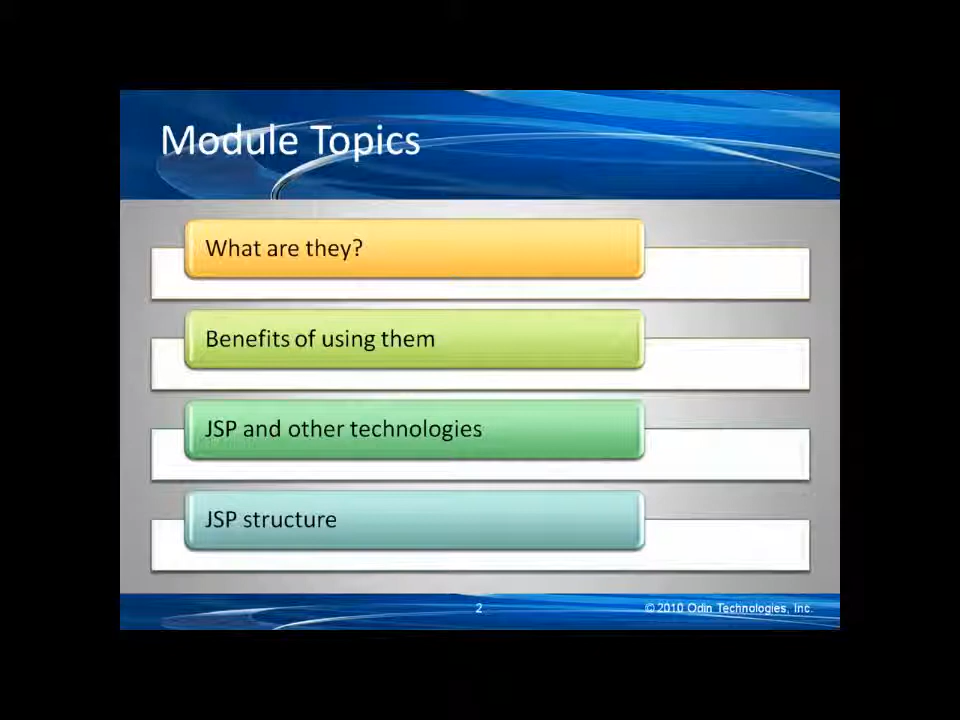 Module Topics
What are they?
Benefits of using them
JSP and other technologies
JSP structure
2
© 2010 Odin Technologies, Inc.